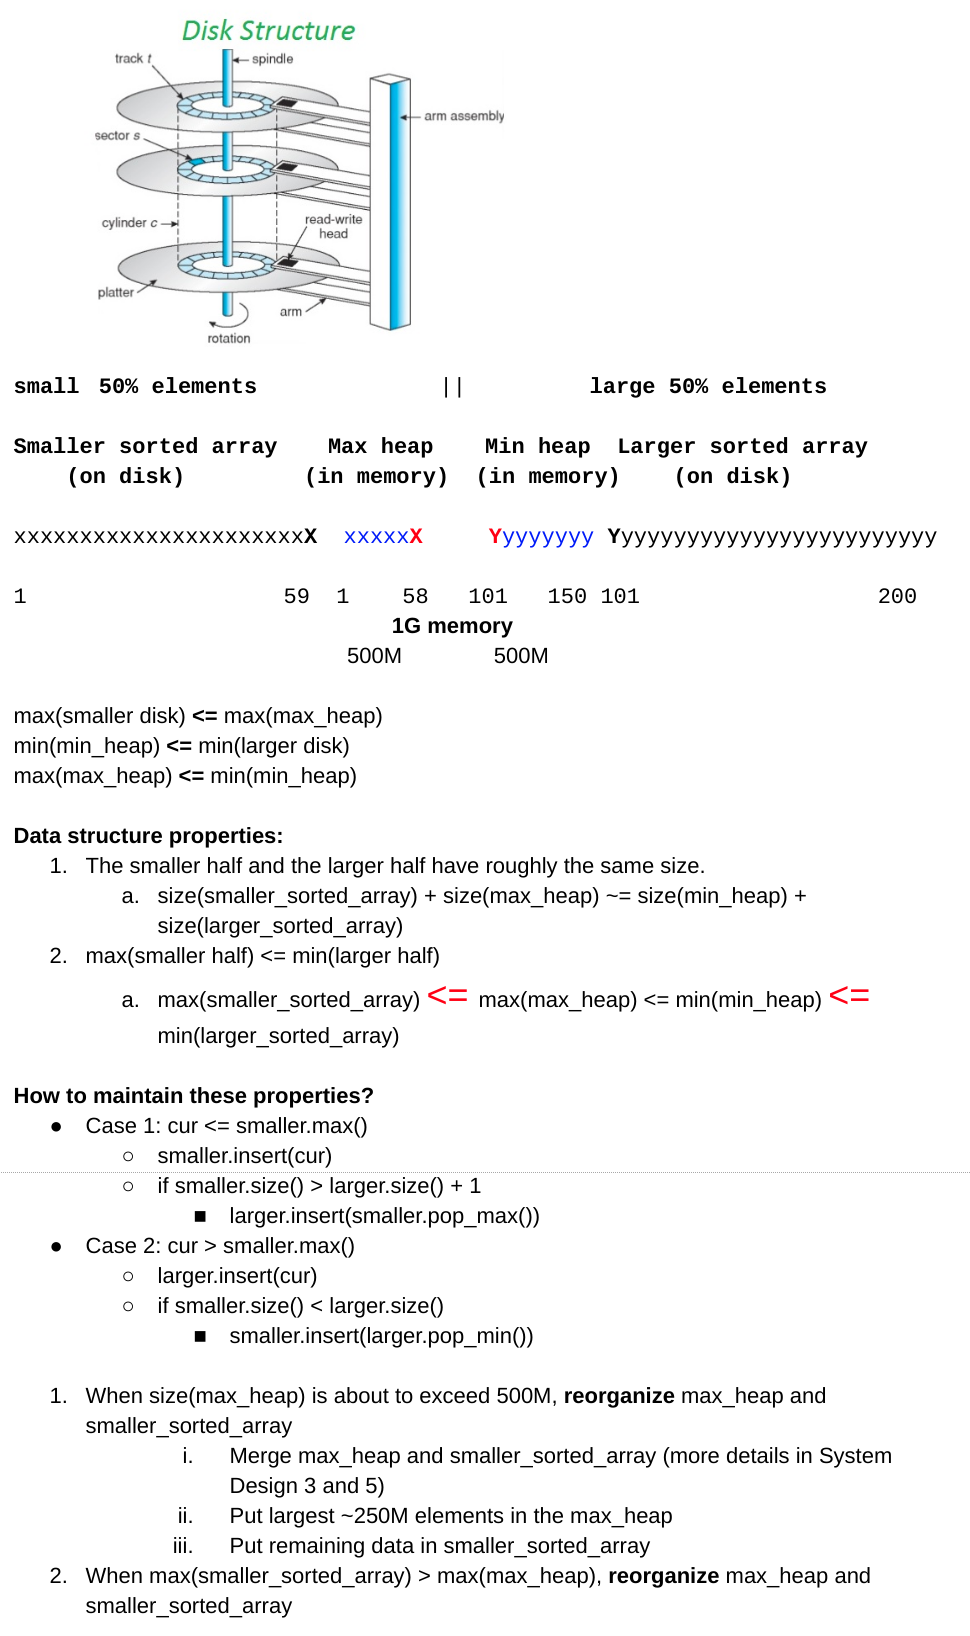 Disk Structure
track t
spindle
arm assembly
sector s
cylinder c
read-write
head
platter
arm
rotation
small 50% elements || large 50% elements
Smaller sorted array Max heap Min heap Larger sorted array
(on disk) (in memory) (in memory) (on disk)
xxxxxxxxxxxxxxxxxxxxxxX xxxxxX Yyyyyyyy Yyyyyyyyyyyyyyyyyyyyyyyyy
1 59 1 58 101 150 101 200
1G memory
500M 500M
max(smaller disk) <= max(max_heap)
min(min_heap) <= min(larger disk)
max(max_heap) <= min(min_heap)
Data structure properties:
1. The smaller half and the larger half have roughly the same size.
a. size(smaller_sorted_array) + size(max_heap) ~= size(min_heap) +
size(larger_sorted_array)
2. max(smaller half) <= min(larger half)
a. max(smaller_sorted_array) <= max(max_heap) <= min(min_heap) <=
min(larger_sorted_array)
How to maintain these properties?
● Case 1: cur <= smaller.max()
○ smaller.insert(cur)
○ if smaller.size() > larger.size() + 1
■ larger.insert(smaller.pop_max())
● Case 2: cur > smaller.max()
○ larger.insert(cur)
○ if smaller.size() < larger.size()
■ smaller.insert(larger.pop_min())
1. When size(max_heap) is about to exceed 500M, reorganize max_heap and
smaller_sorted_array
i. Merge max_heap and smaller_sorted_array (more details in System
Design 3 and 5)
ii. Put largest ~250M elements in the max_heap
iii. Put remaining data in smaller_sorted_array
2. When max(smaller_sorted_array) > max(max_heap), reorganize max_heap and
smaller_sorted_array